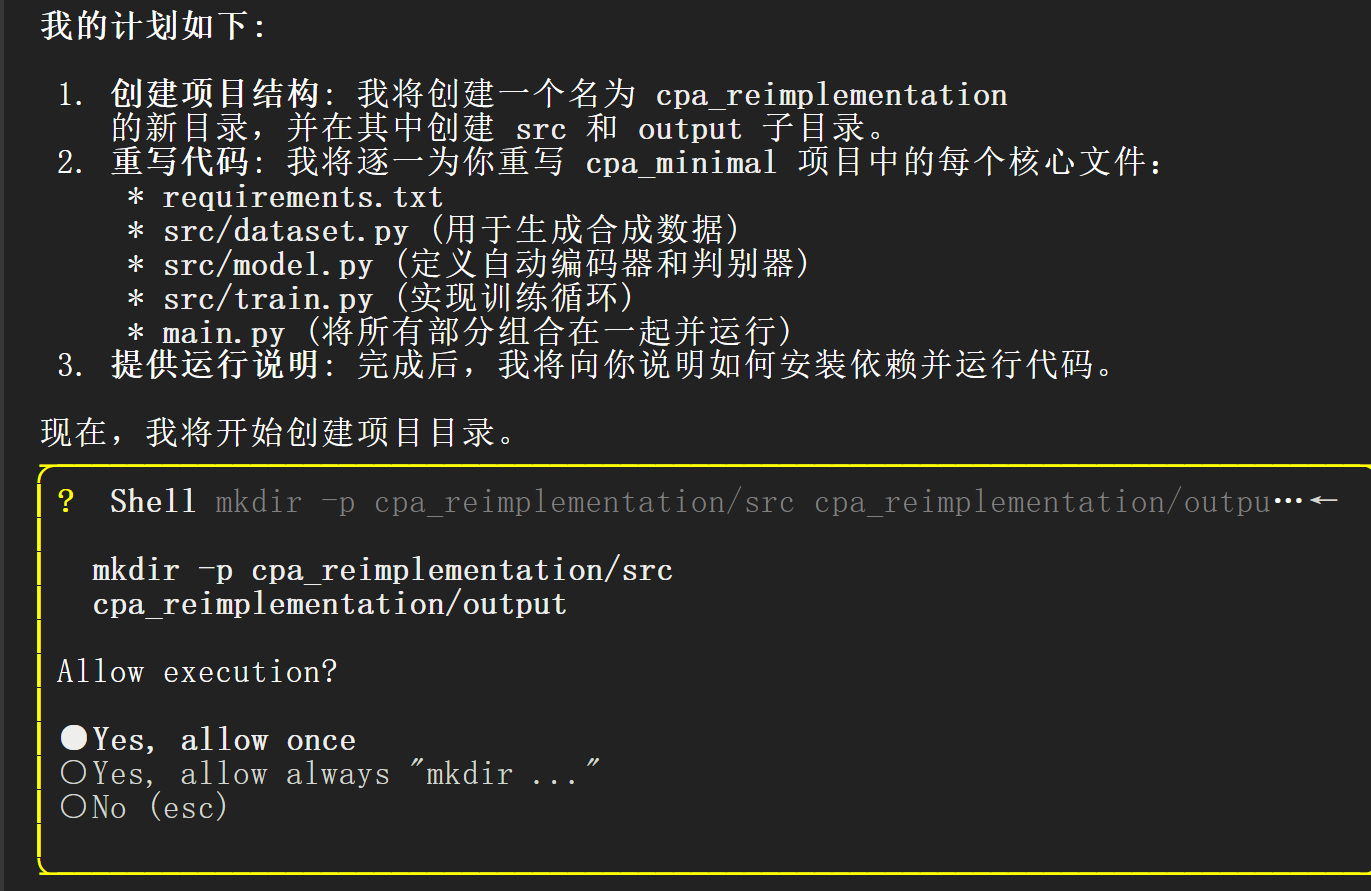 我的计划如下:
1. 创建项目结构: 我将创建一个名为 cpa_reimplementation
的新目录，并在其中创建 src 和 output 子目录。
2. 重写代码: 我将逐一为你重写 cpa_minimal 项目中的每个核心文件：
* requirements.txt
* src/dataset.py (用于生成合成数据)
* src/model.py (定义自动编码器和判别器)
* src/train.py (实现训练循环)
* main.py (将所有部分组合在一起并运行)
3. 提供运行说明: 完成后，我将向你说明如何安装依赖并运行代码。
现在，我将开始创建项目目录。
? Shell mkdir -p cpa_reimplementation/src cpa_reimplementation/outpu…←
mkdir -p cpa_reimplementation/src
cpa_reimplementation/output
Allow execution?
●Yes, allow once
○Yes, allow always "mkdir ..."
○No (esc)